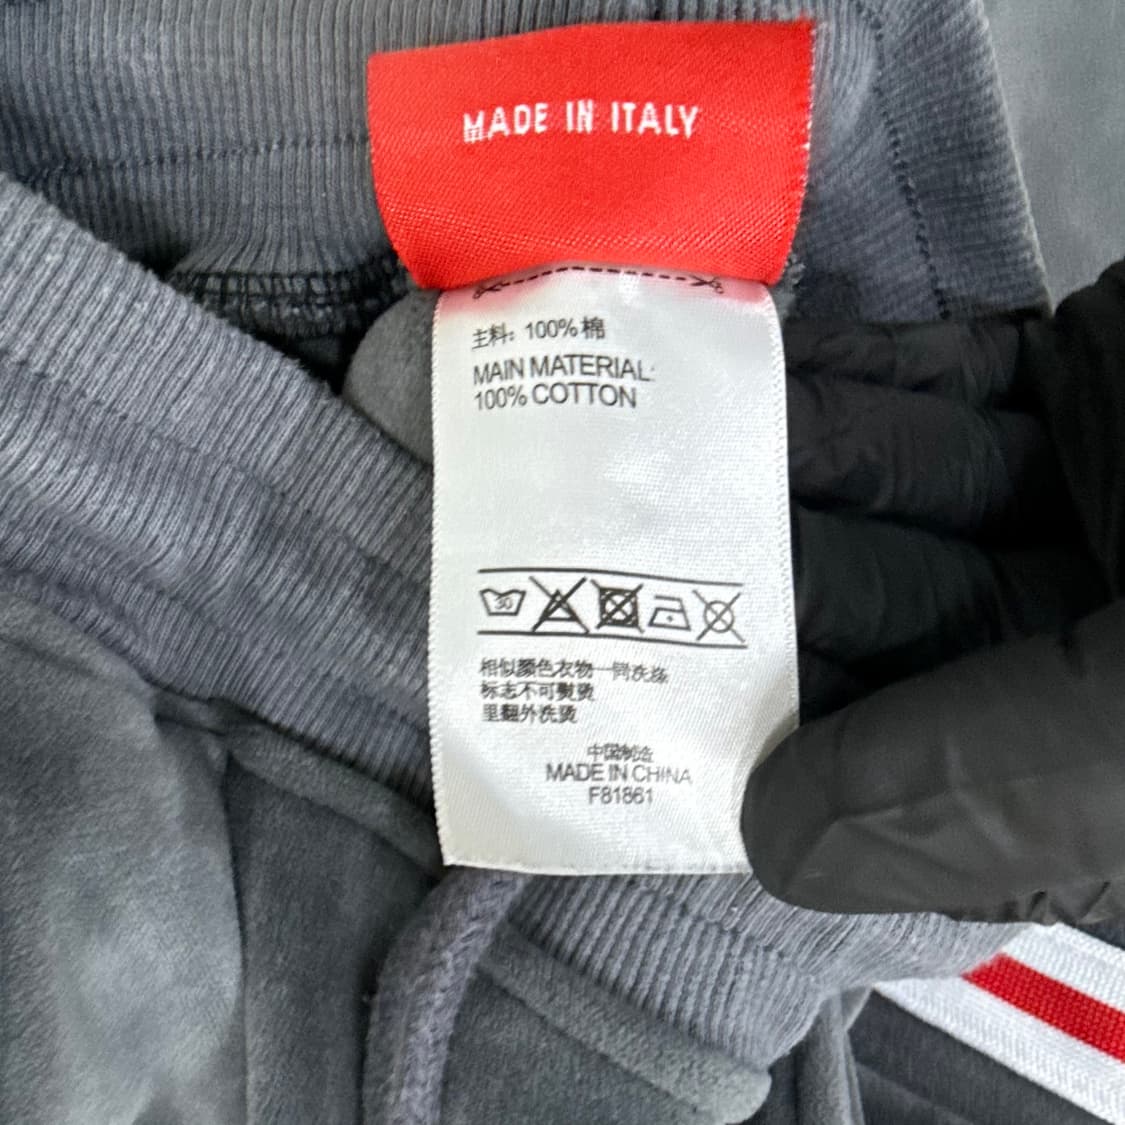 MADE IN ITALY
主料: 100%棉
MAIN MATERIAL:
100% COTTON
30
相似颜色衣物一同洗涤
标志不可熨烫
里翻外洗烫
中国制造
MADE IN CHINA
F81861